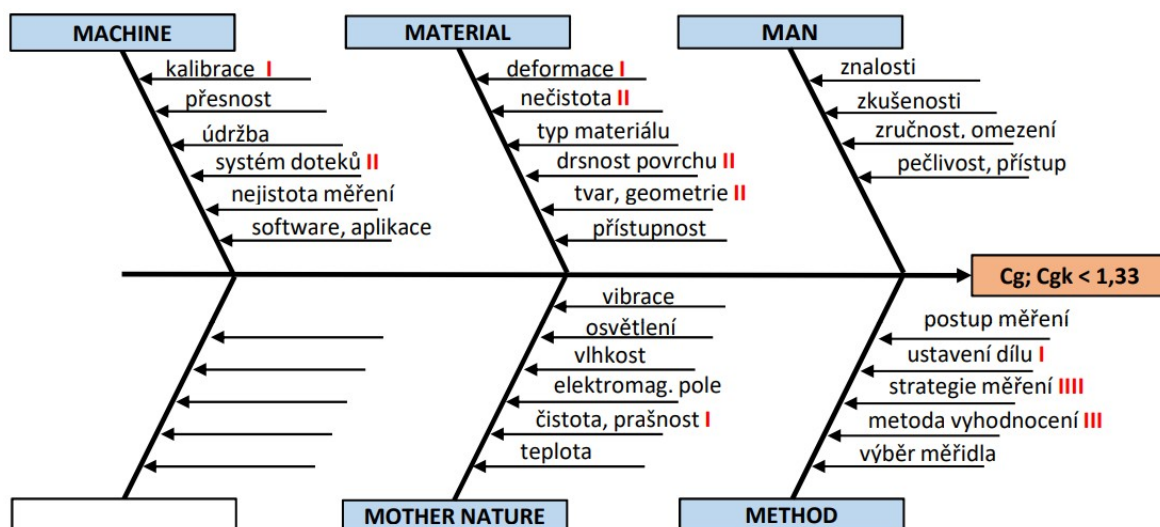 MACHINE
MATERIAL
MAN
kalibrace I
přesnost
údržba
systém doteků II
nejistota měření
software, aplikace
deformace I
nečistota II
typ materiálu
drsnost povrchu II
tvar, geometrie II
přístupnost
znalosti
zkušenosti
zručnost, omezení
pečlivost, přístup
Cg; Cgk < 1,33
vibrace
osvětlení
vlhkost
elektromag. pole
čistota, prašnost I
teplota
postup měření
ustavení dílu I
strategie měření IIII
metoda vyhodnocení III
výběr měřidla
MOTHER NATURE
METHOD